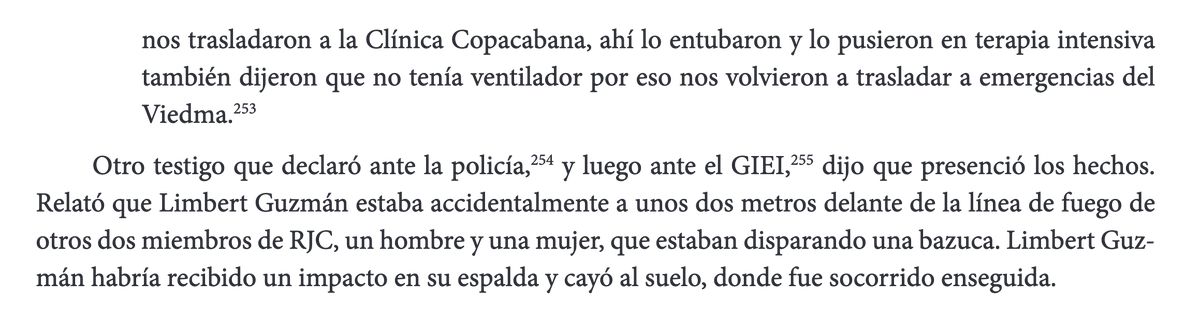 nos trasladaron a la Clínica Copacabana, ahí lo entubaron y lo pusieron en terapia intensiva
también dijeron que no tenía ventilador por eso nos volvieron a trasladar a emergencias del
Viedma.253
Otro testigo que declaró ante la policía,254 y luego ante el GIEI,255 dijo que presenció los hechos.
Relató que Limbert Guzmán estaba accidentalmente a unos dos metros delante de la línea de fuego de
otros dos miembros de RJC, un hombre y una mujer, que estaban disparando una bazuca. Limbert Guz-
mán habría recibido un impacto en su espalda y cayó al suelo, donde fue socorrido enseguida.